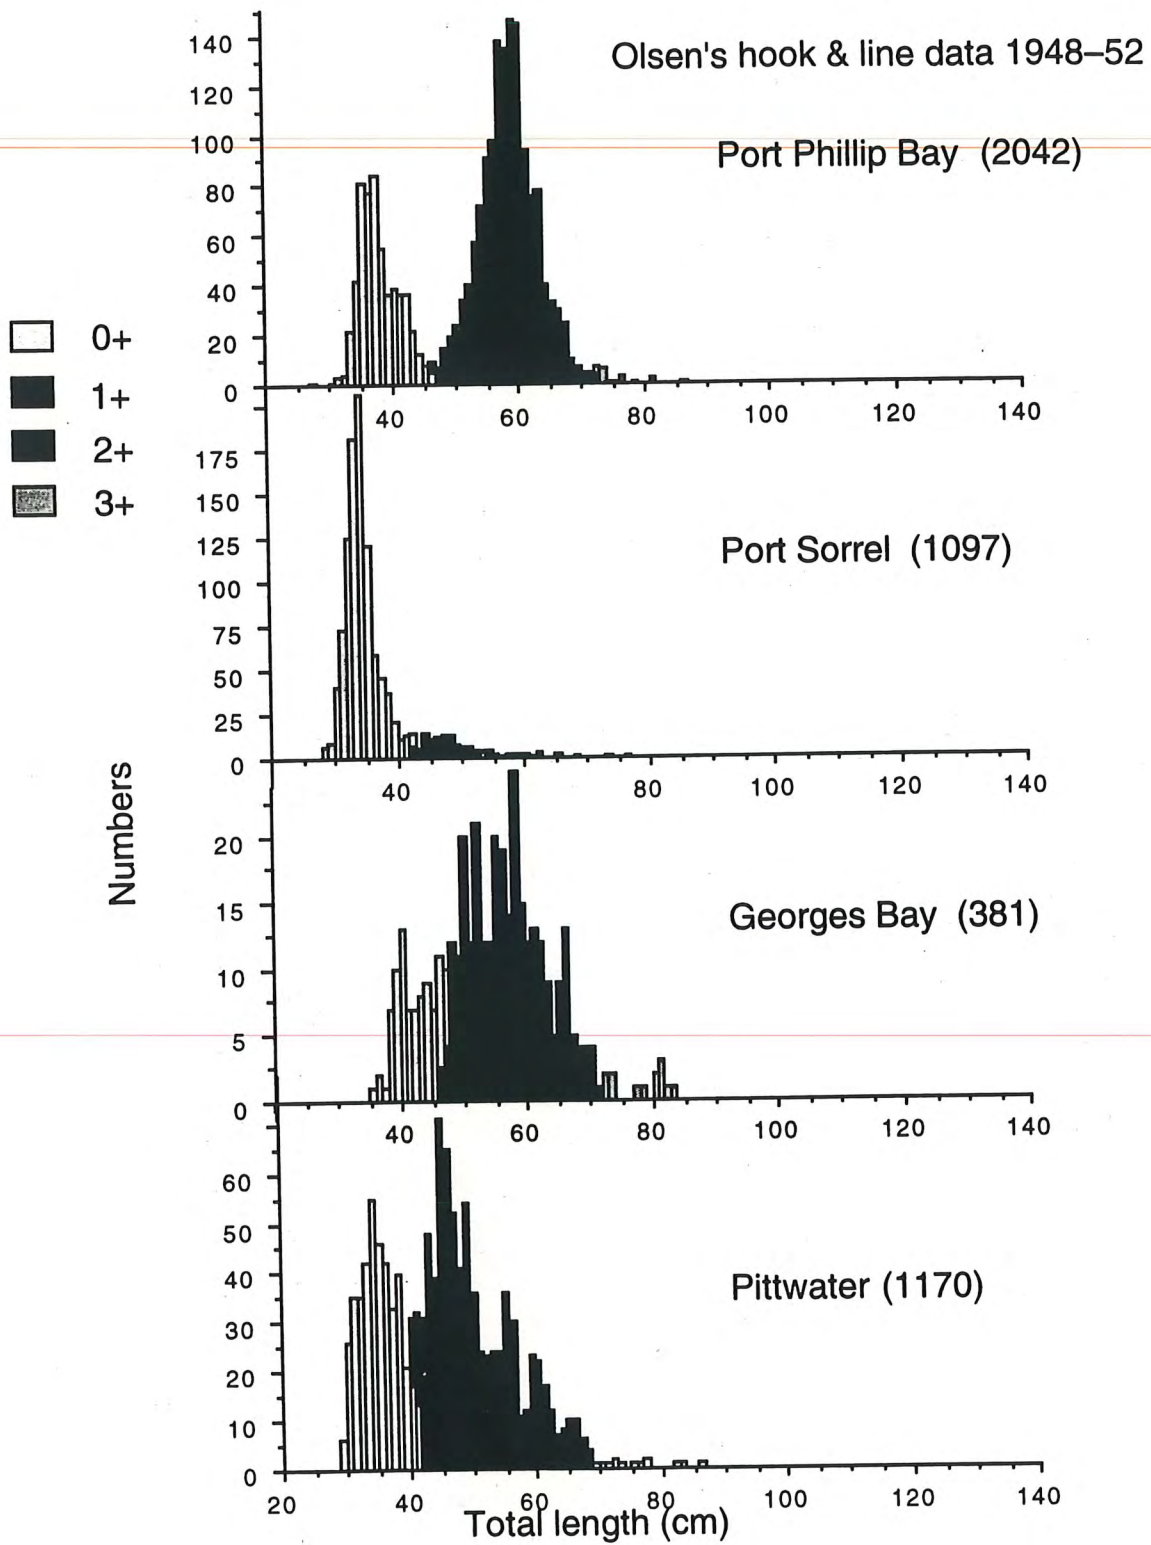 Olsen's hook & line data 1948–52
Port Phillip Bay (2042)
140
120
100
80
60
40
20
0
40 60 80 100 120 140
0+
1+
2+
3+
Port Sorrel (1097)
175
150
125
100
75
50
25
0
40 80 100 120 140
Numbers
Georges Bay (381)
20
15
10
5
0
40 60 80 100 120 140
Pittwater (1170)
60
50
40
30
20
10
0
20 40 60 80 100 120 140
Total length (cm)